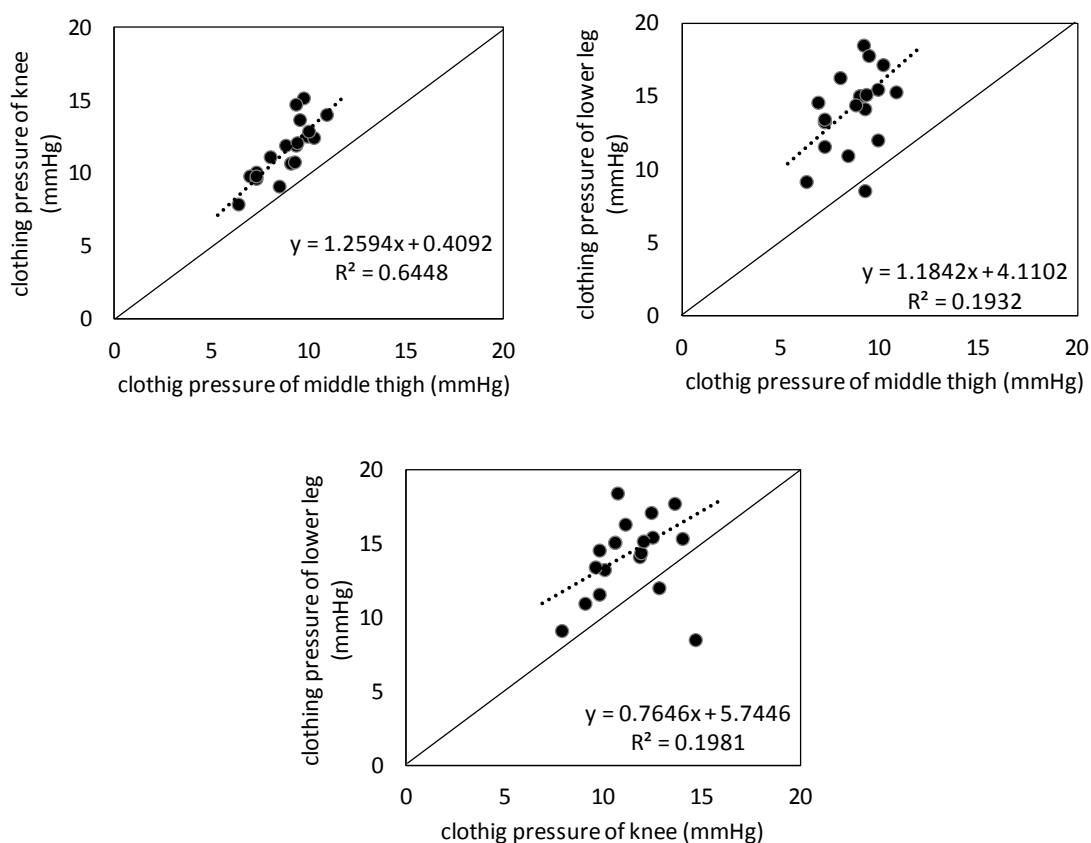 clothing pressure of knee
(mmHg)
20
15
10
5
0
y = 1.2594x + 0.4092
R² = 0.6448
0 5 10 15 20
clothig pressure of middle thigh (mmHg)
clothing pressure of lower leg
(mmHg)
20
15
10
5
0
y = 1.1842x + 4.1102
R² = 0.1932
0 5 10 15 20
clothig pressure of middle thigh (mmHg)
clothing pressure of lower leg
(mmHg)
20
15
10
5
0
y = 0.7646x + 5.7446
R² = 0.1981
0 5 10 15 20
clothig pressure of knee (mmHg)